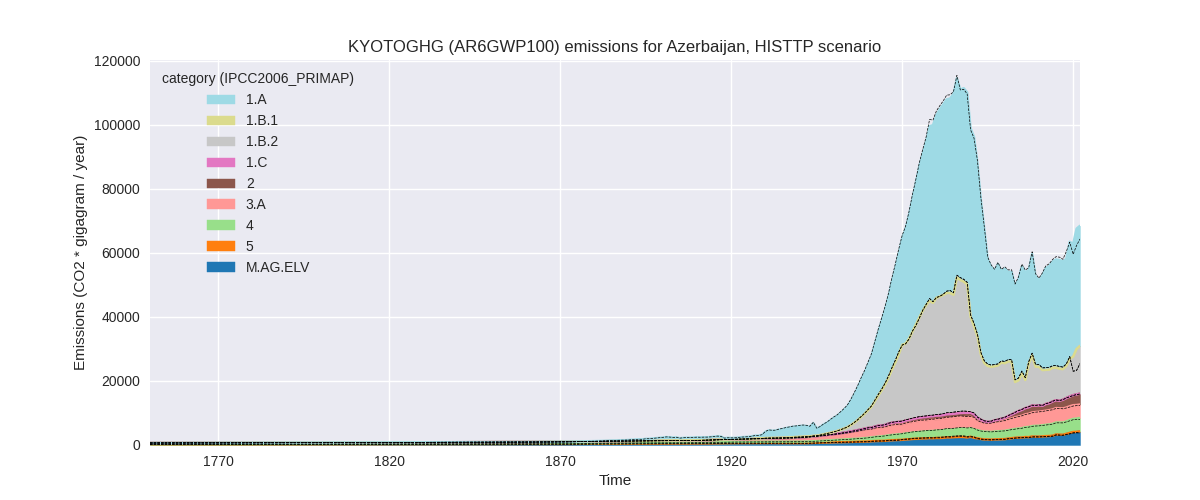 KYOTOGHG (AR6GWP100) emissions for Azerbaijan, HISTTP scenario
120000
100000
80000
60000
40000
20000
0
Emissions (CO2 * gigagram / year)
category (IPCC2006_PRIMAP)
1.A
1.B.1
1.B.2
1.C
2
3.A
4
5
M.AG.ELV
1770
1820
1870
1920
1970
2020
Time